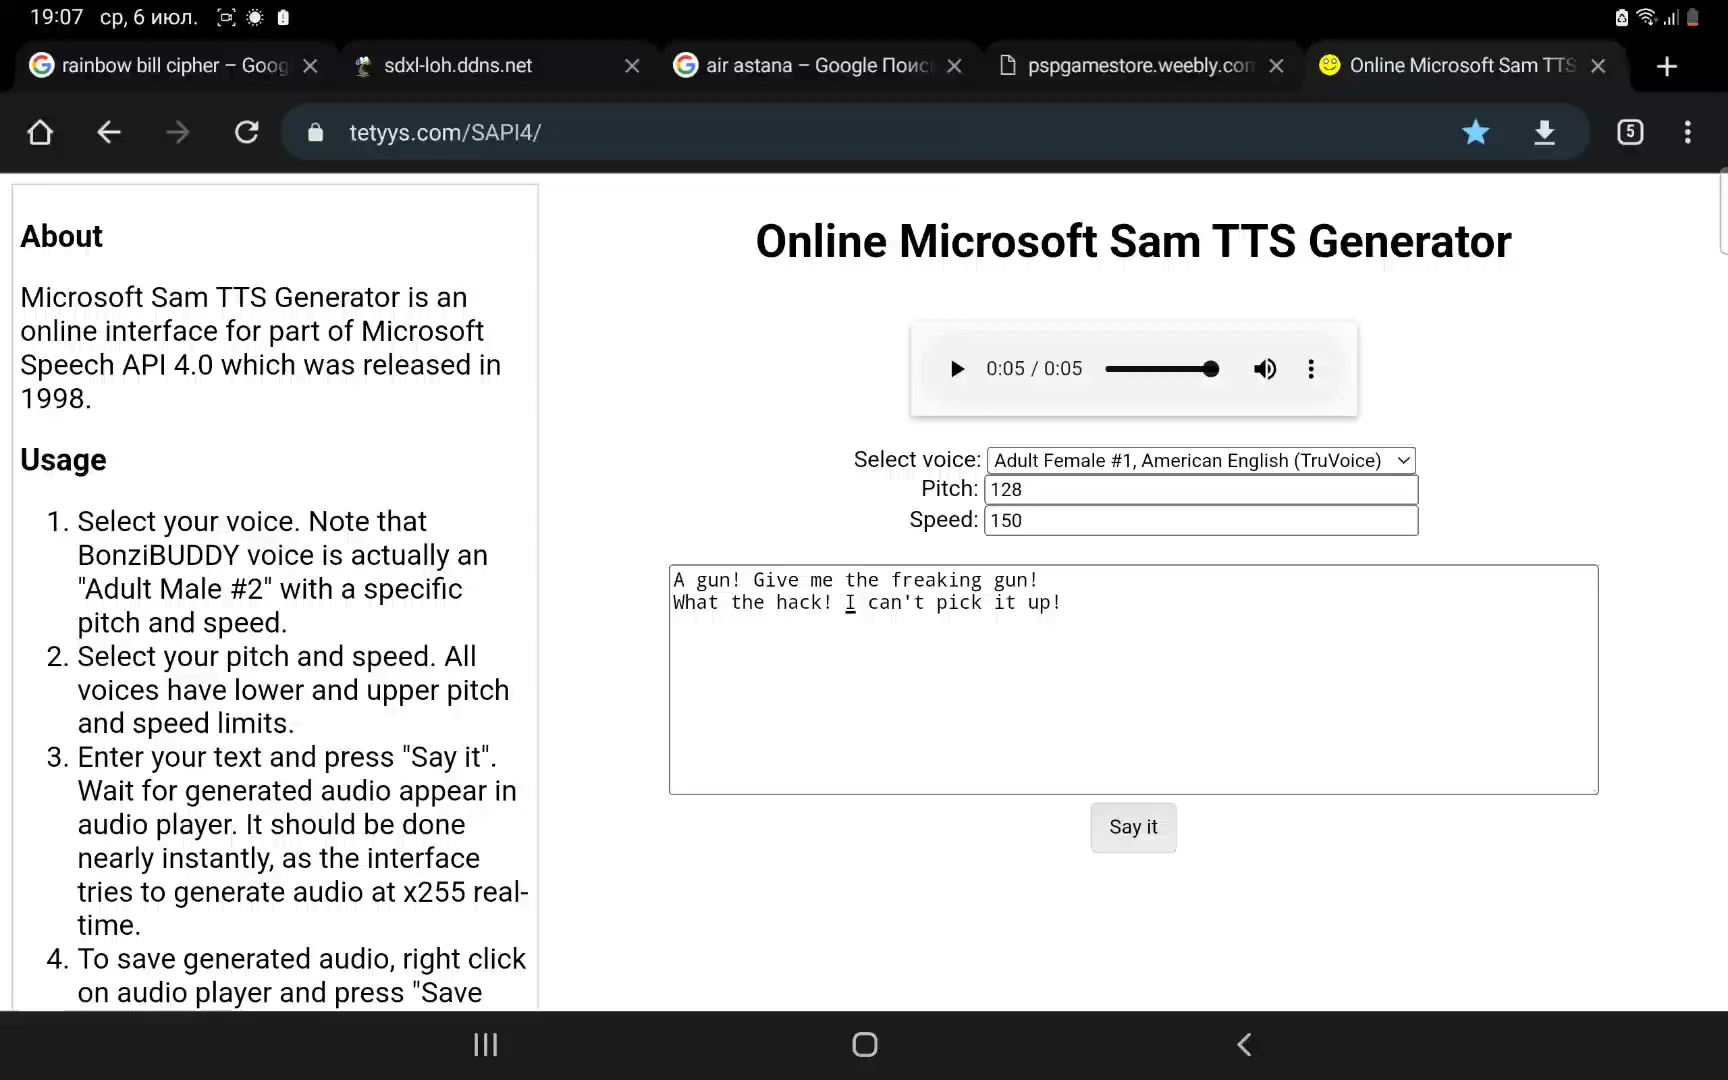 19:07 ср, 6 июл.
rainbow bill cipher – Goog
sdxl-loh.ddns.net
air astana – Google Поис
pspgamestore.weebly.com
Online Microsoft Sam TTS
tetyys.com/SAPI4/
5
About
Microsoft Sam TTS Generator is an
online interface for part of Microsoft
Speech API 4.0 which was released in
1998.
Usage
1. Select your voice. Note that
BonziBUDDY voice is actually an
"Adult Male #2" with a specific
pitch and speed.
2. Select your pitch and speed. All
voices have lower and upper pitch
and speed limits.
3. Enter your text and press "Say it".
Wait for generated audio appear in
audio player. It should be done
nearly instantly, as the interface
tries to generate audio at x255 real-
time.
4. To save generated audio, right click
on audio player and press "Save
Online Microsoft Sam TTS Generator
0:05 / 0:05
Select voice: Adult Female #1, American English (TruVoice)
Pitch: 128
Speed: 150
A gun! Give me the freaking gun!
What the hack! I can't pick it up!
Say it